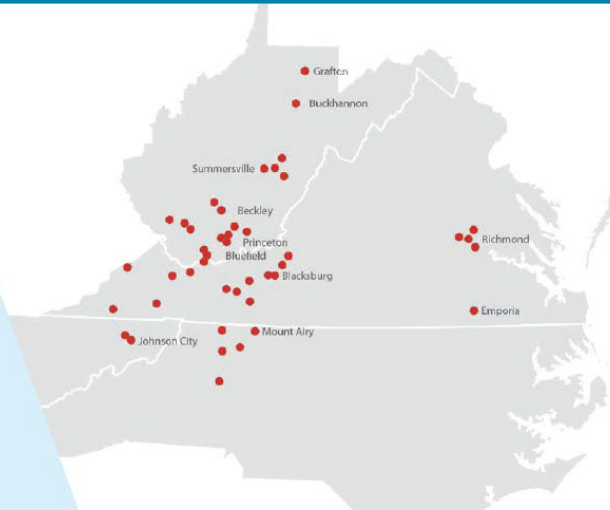 Grafton
Buckhannon
Summersville
Beckley
Princeton
Bluefield
Blacksburg
Richmond
Emporia
Mount Airy
Johnson City